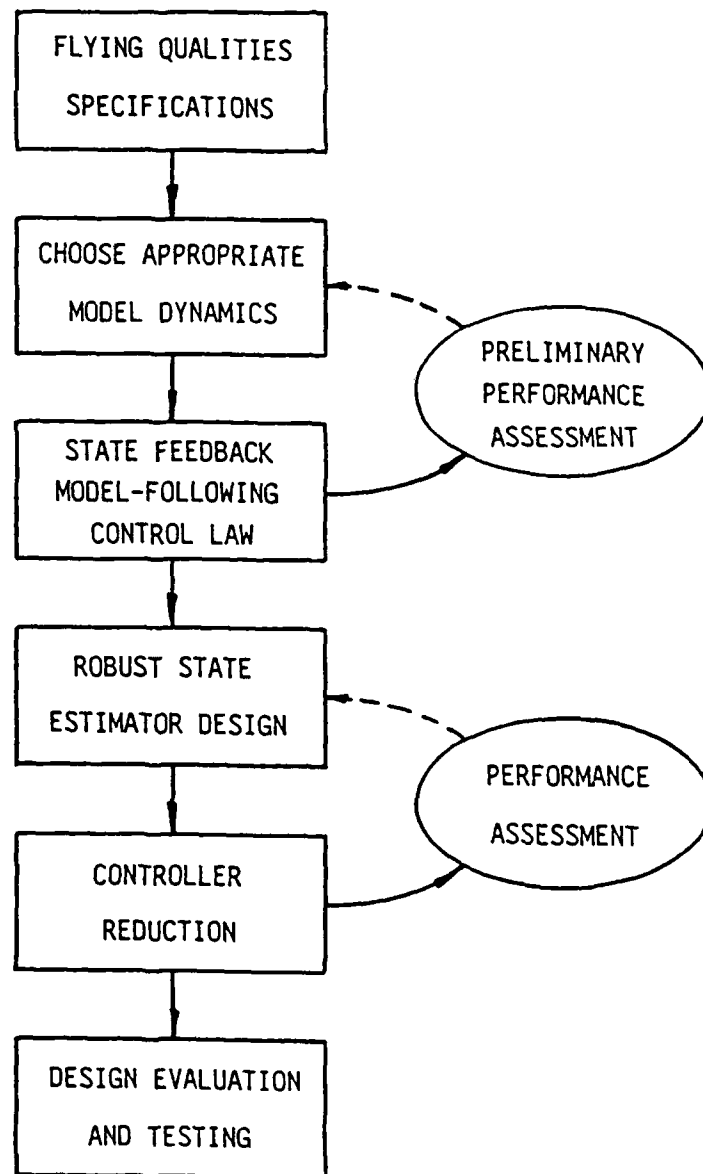 FLYING QUALITIES
SPECIFICATIONS
CHOOSE APPROPRIATE
MODEL DYNAMICS
PRELIMINARY
PERFORMANCE
ASSESSMENT
STATE FEEDBACK
MODEL-FOLLOWING
CONTROL LAW
ROBUST STATE
ESTIMATOR DESIGN
PERFORMANCE
ASSESSMENT
CONTROLLER
REDUCTION
DESIGN EVALUATION
AND TESTING